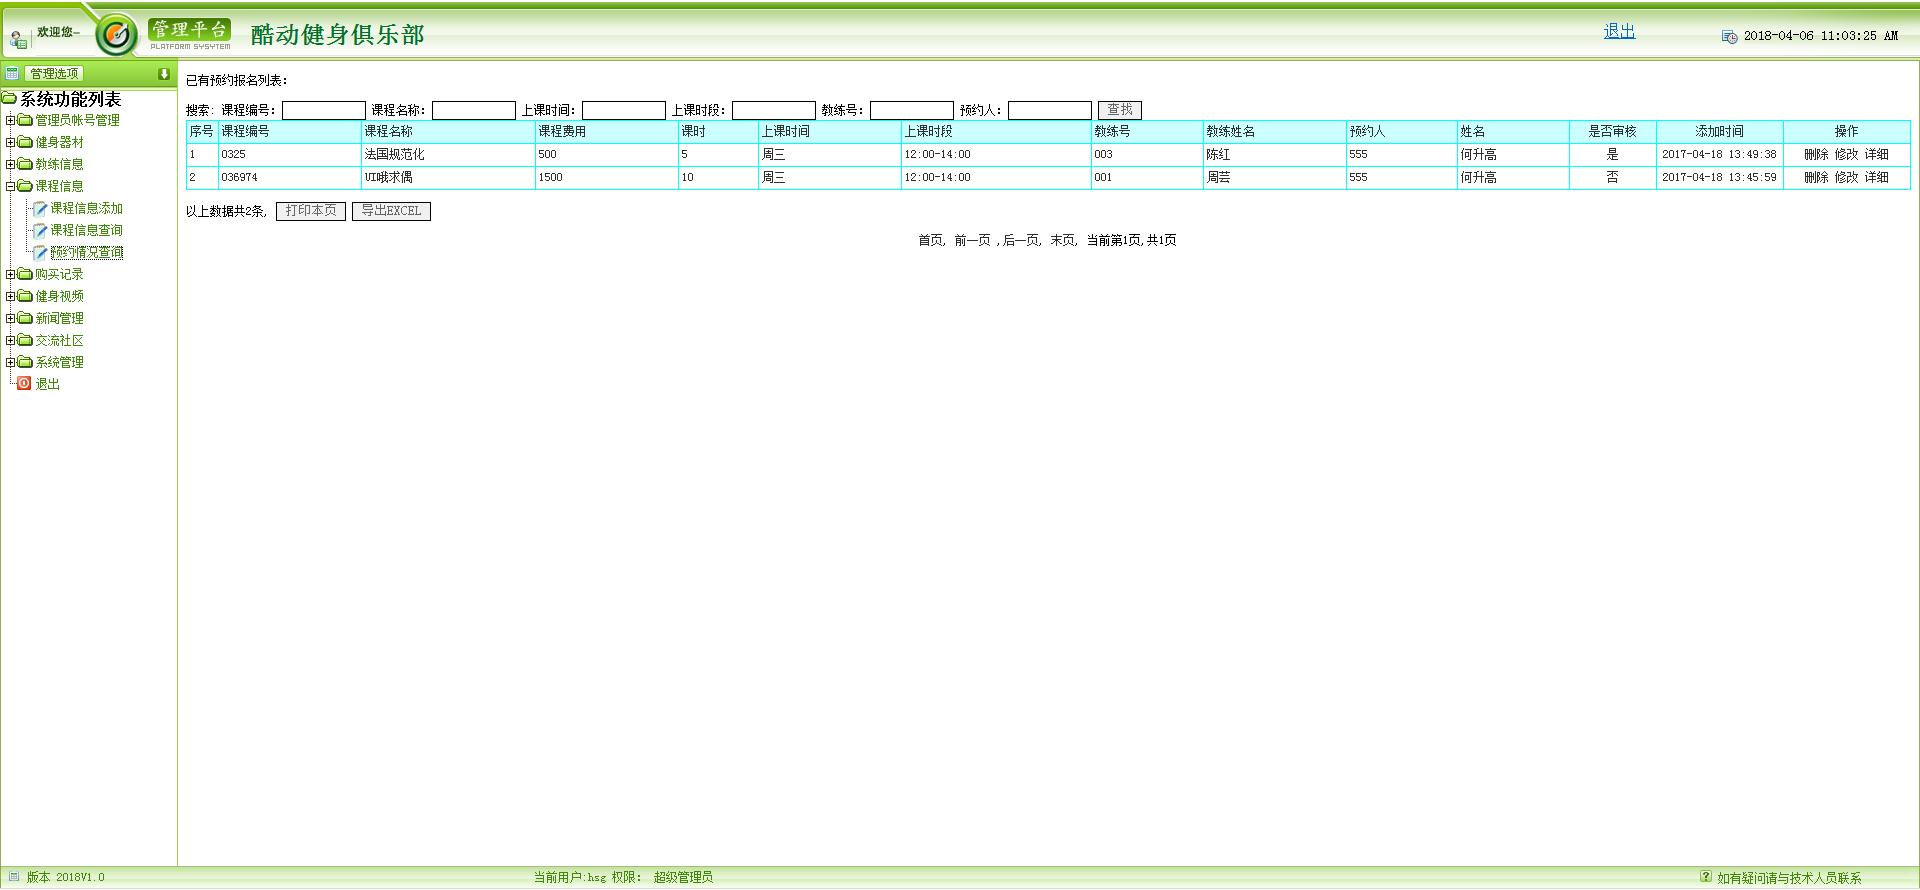 欢迎您-
管理平台
PLATFORM SYSYTEM
酷动健身俱乐部
退出
2018-04-06 11:03:25 AM
管理选项
系统功能列表
管理员帐号管理
健身器材
教练信息
课程信息
课程信息添加
课程信息查询
预约情况查询
购买记录
健身视频
新闻管理
交流社区
系统管理
退出
已有预约报名列表:
搜索: 课程编号: 课程名称: 上课时间: 上课时段: 教练号: 预约人: 查找
序号 课程编号 课程名称 课程费用 课时 上课时间 上课时段 教练号 教练姓名 预约人 姓名 是否审核 添加时间 操作
1 0325 法国规范化 500 5 周三 12:00-14:00 003 陈红 555 何升高 是 2017-04-18 13:49:38 删除 修改 详细
2 036974 UI哦求偶 1500 10 周三 12:00-14:00 001 周芸 555 何升高 否 2017-04-18 13:45:59 删除 修改 详细
以上数据共2条, 打印本页 导出EXCEL
首页, 前一页 ,后一页, 末页, 当前第1页,共1页
版本 2018V1.0
当前用户:hsg 权限: 超级管理员
如有疑问请与技术人员联系